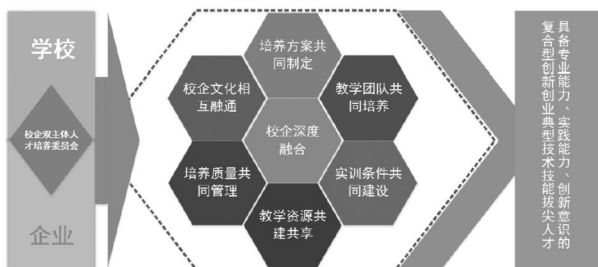 学校
校企双主体人
才培养委员会
企业
培养方案共
同制定
校企文化相
互融通
教学团队共
同培养
校企深度
融合
培养质量共
同管理
实训条件共
同建设
教学资源共
建共享
具备专业能力、实践能力、创新意识的
复合型创新创业典型技术技能拔尖人才